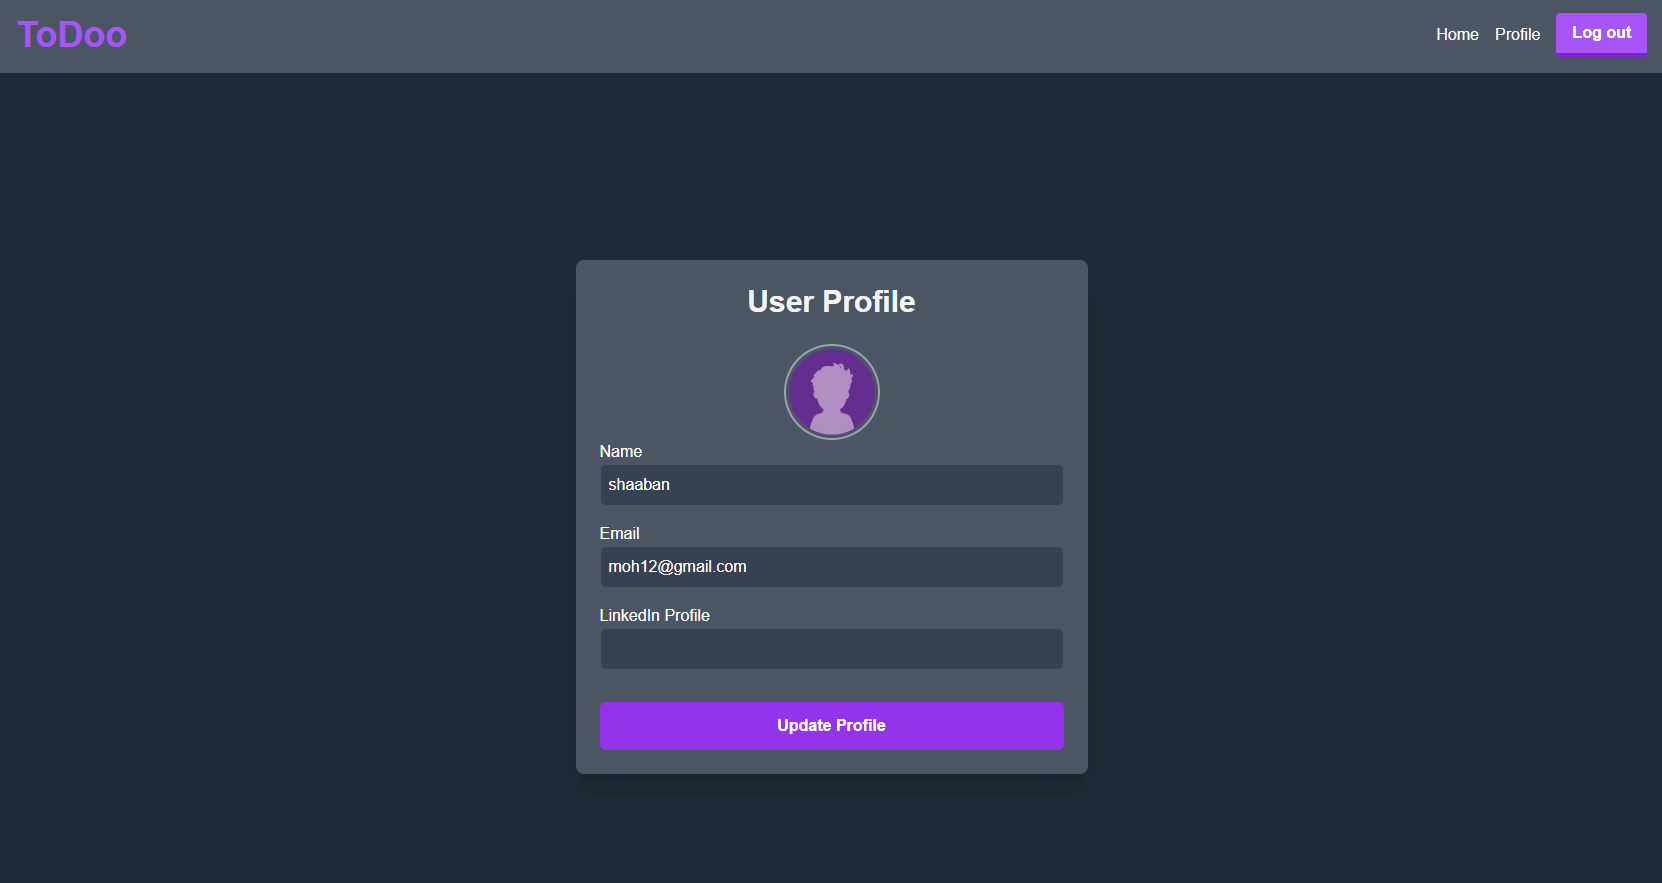 ToDoo
Home Profile Log out
User Profile
Name
shaaban
Email
moh12@gmail.com
LinkedIn Profile
Update Profile